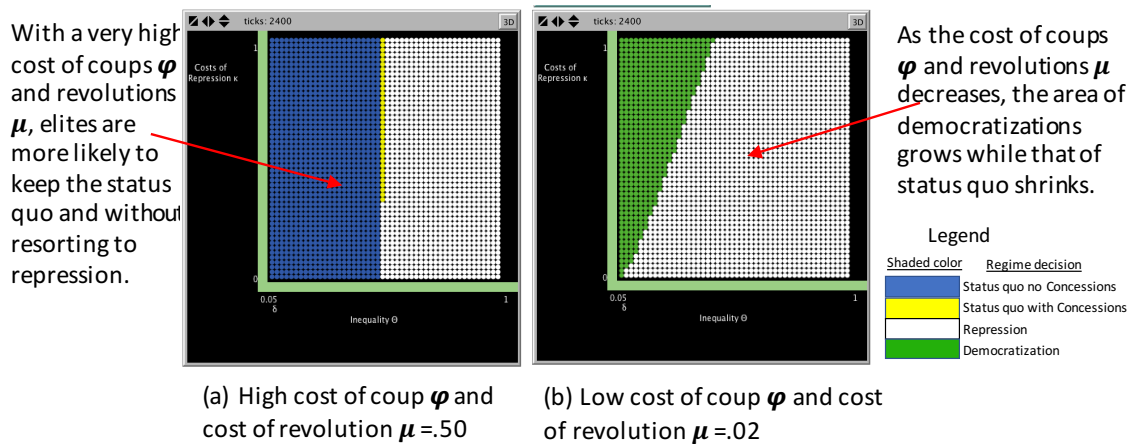 With a very high
cost of coups φ
and revolutions
μ, elites are
more likely to
keep the status
quo and without
resorting to
repression.
ticks: 2400
3D
1
Costs of
Repression κ
0
0.05
δ
1
Inequality Θ
(a) High cost of coup φ and
cost of revolution μ =.50
ticks: 2400
3D
1
Costs of
Repression κ
0
0.05
δ
1
Inequality Θ
(b) Low cost of coup φ and cost
of revolution μ =.02
As the cost of coups
φ and revolutions μ
decreases, the area of
democratizations
grows while that of
status quo shrinks.
Legend
Shaded color Regime decision
Status quo no Concessions
Status quo with Concessions
Repression
Democratization